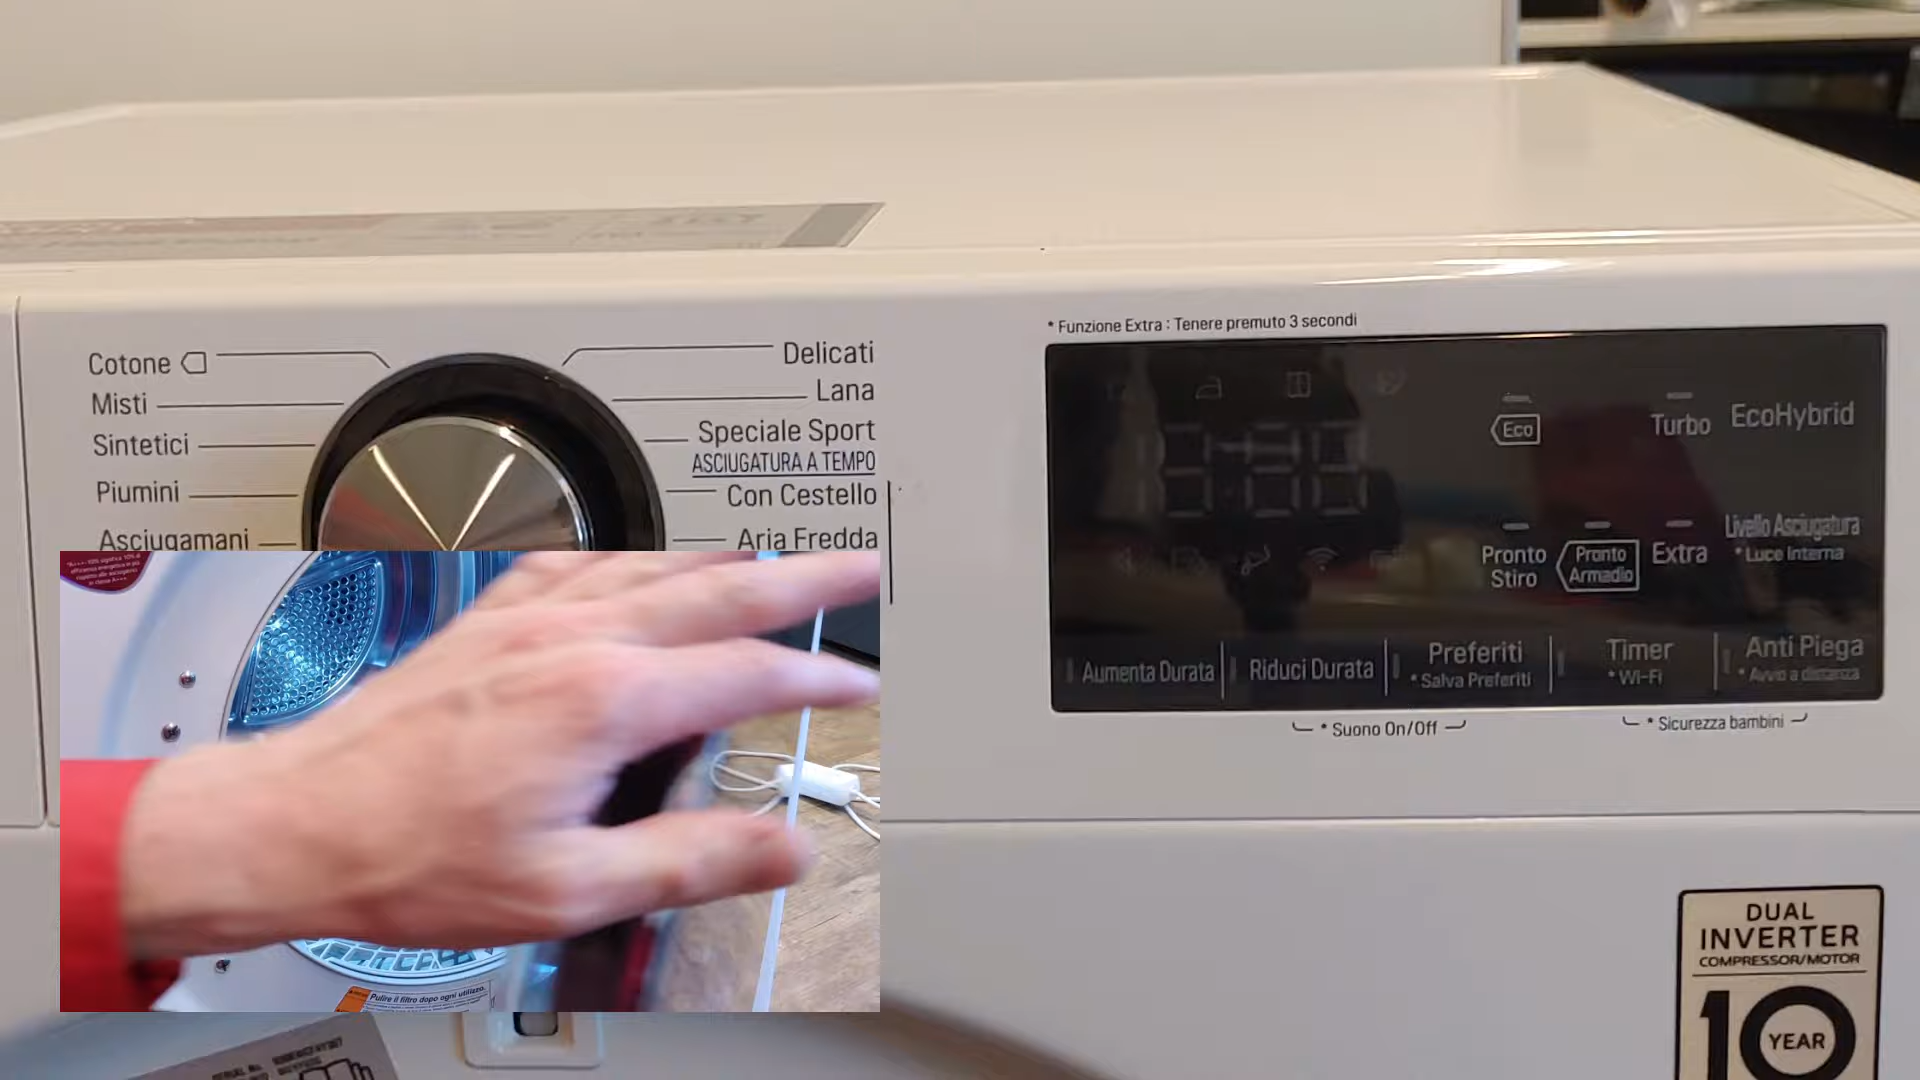 * Funzione Extra : Tenere premuto 3 secondi
Cotone
Misti
Sintetici
Piumini
Asciugamani
Delicati
Lana
Speciale Sport
ASCIUGATURA A TEMPO
Con Cestello
Aria Fredda
Eco
Turbo
EcoHybrid
Pronto
Stiro
Pronto
Armadio
Extra
Livello Asciugatura
* Luce Interna
Aumenta Durata
Riduci Durata
Preferiti
* Salva Preferiti
Timer
* Wi-Fi
Anti Piega
* Avvio a distanza
* Suono On/Off
* Sicurezza bambini
DUAL
INVERTER
COMPRESSOR/MOTOR
10
YEAR
Pulire il filtro dopo ogni utilizzo.